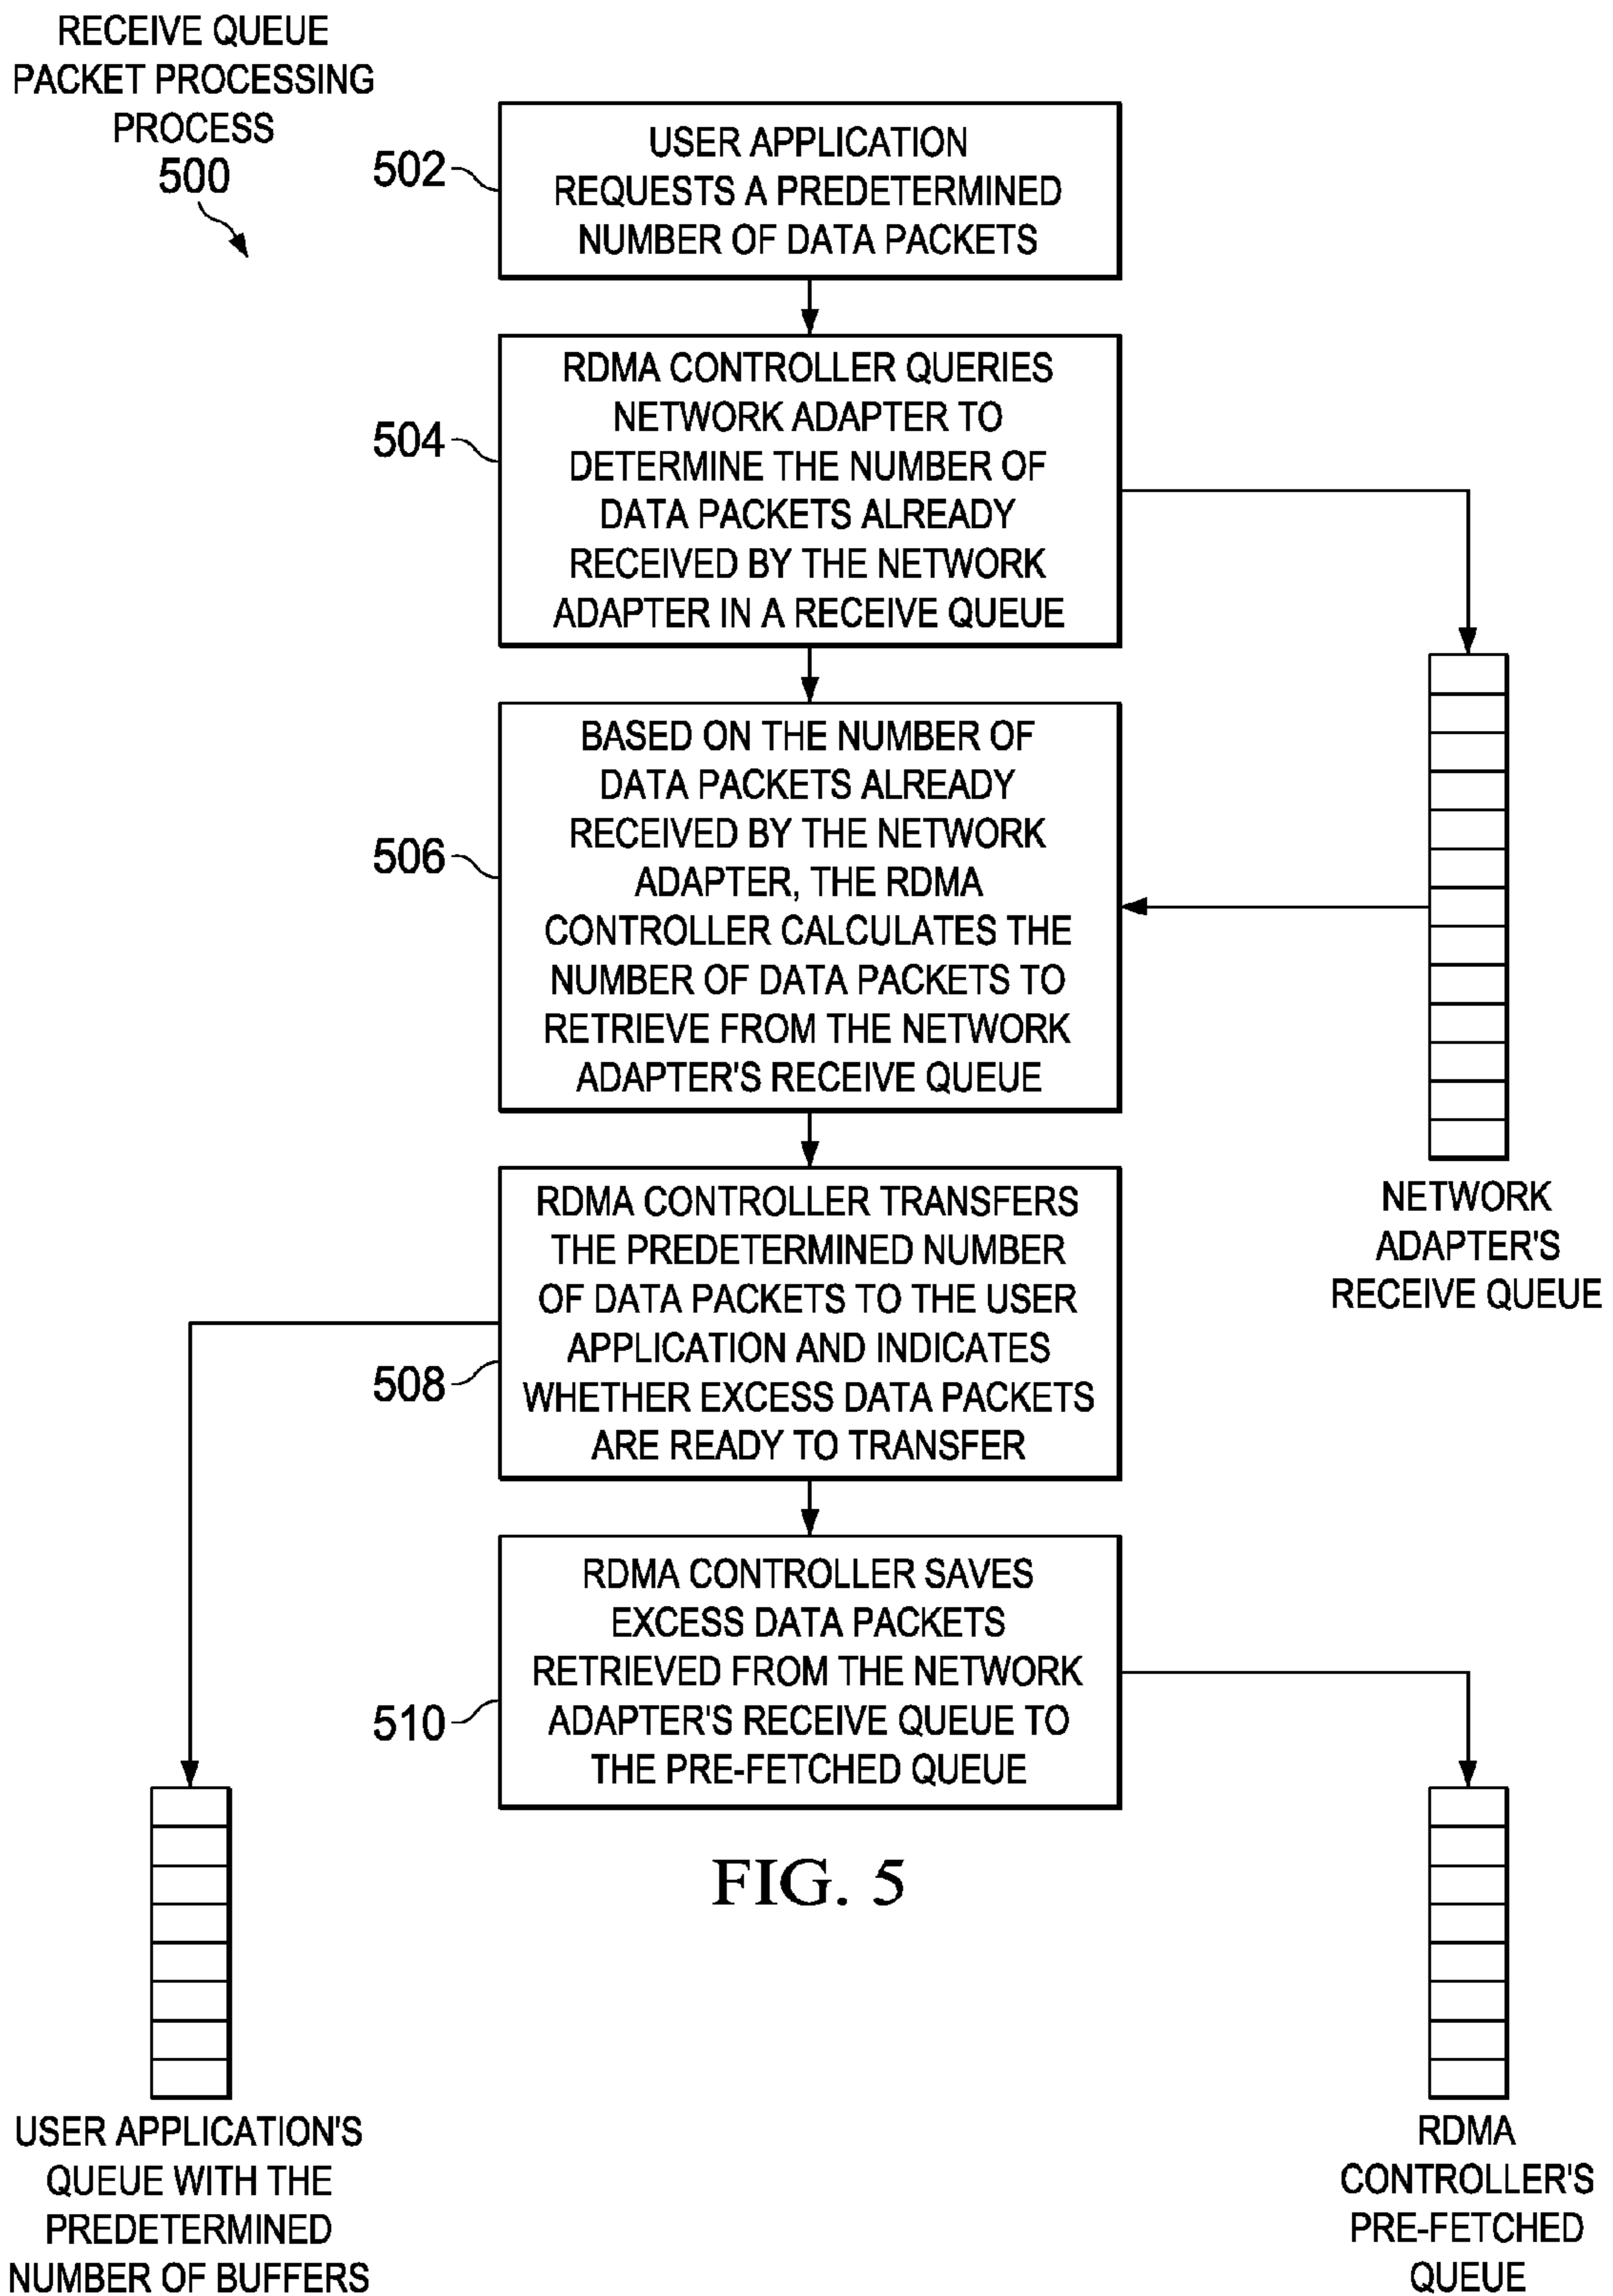 RECEIVE QUEUE
PACKET PROCESSING
PROCESS
500
502
USER APPLICATION
REQUESTS A PREDETERMINED
NUMBER OF DATA PACKETS
504
RDMA CONTROLLER QUERIES
NETWORK ADAPTER TO
DETERMINE THE NUMBER OF
DATA PACKETS ALREADY
RECEIVED BY THE NETWORK
ADAPTER IN A RECEIVE QUEUE
506
BASED ON THE NUMBER OF
DATA PACKETS ALREADY
RECEIVED BY THE NETWORK
ADAPTER, THE RDMA
CONTROLLER CALCULATES THE
NUMBER OF DATA PACKETS TO
RETRIEVE FROM THE NETWORK
ADAPTER'S RECEIVE QUEUE
NETWORK
ADAPTER'S
RECEIVE QUEUE
508
RDMA CONTROLLER TRANSFERS
THE PREDETERMINED NUMBER
OF DATA PACKETS TO THE USER
APPLICATION AND INDICATES
WHETHER EXCESS DATA PACKETS
ARE READY TO TRANSFER
510
RDMA CONTROLLER SAVES
EXCESS DATA PACKETS
RETRIEVED FROM THE NETWORK
ADAPTER'S RECEIVE QUEUE TO
THE PRE-FETCHED QUEUE
FIG. 5
USER APPLICATION'S
QUEUE WITH THE
PREDETERMINED
NUMBER OF BUFFERS
RDMA
CONTROLLER'S
PRE-FETCHED
QUEUE